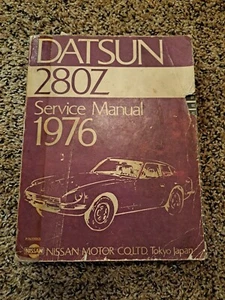 DATSUN
280Z
Service Manual
1976
NISSAN
NISSAN MOTOR CO.,LTD. Tokyo Japan